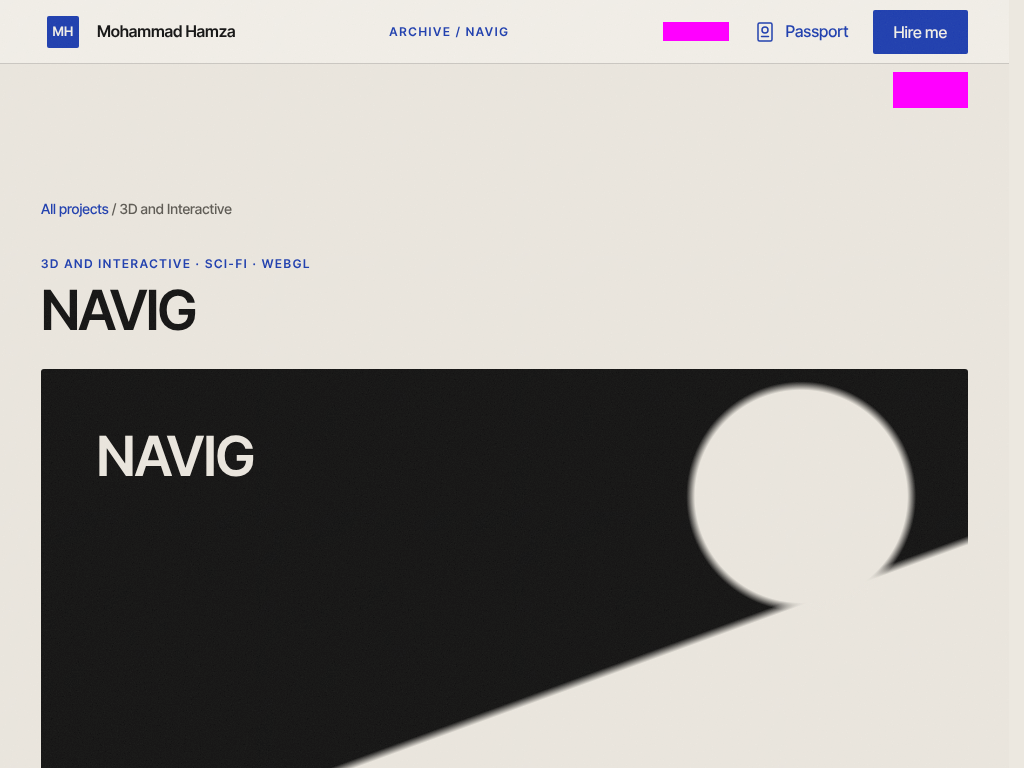 MH
Mohammad Hamza
ARCHIVE / NAVIG
Passport
Hire me
All projects / 3D and Interactive
3D AND INTERACTIVE · SCI-FI · WEBGL
NAVIG
NAVIG